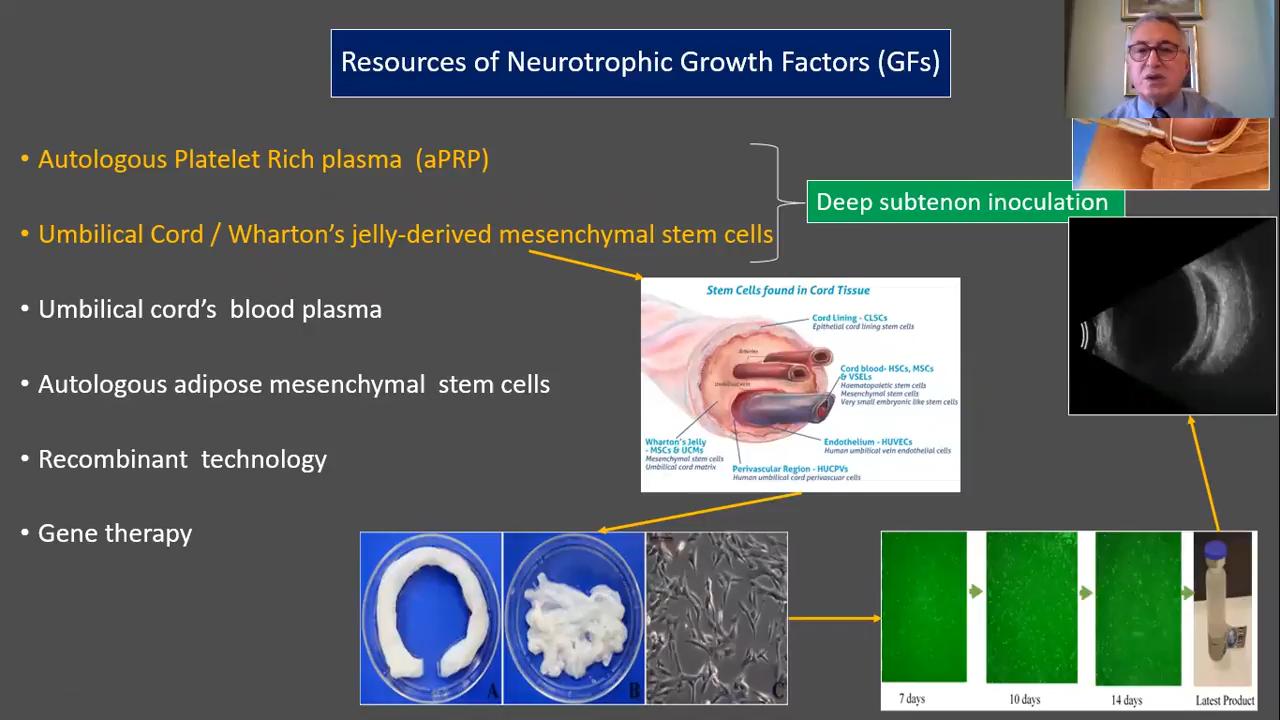 Resources of Neurotrophic Growth Factors (GFs)
• Autologous Platelet Rich plasma (aPRP)
• Umbilical Cord / Wharton's jelly-derived mesenchymal stem cells
• Umbilical cord's blood plasma
• Autologous adipose mesenchymal stem cells
• Recombinant technology
• Gene therapy
Deep subtenon inoculation
Stem Cells found in Cord Tissue
Cord Lining - CLSCs
Epithelial cord lining stem cells
Arteries
Umbilical vein
Cord blood- HSCs, MSCs
& VSELs
Haematopoietic stem cells
Mesenchymal stem cells
Very small embryonic like stem cells
Wharton's Jelly
- MSCs & UCMs
Mesenchymal stem cells
Umbilical cord matrix
Endothelium - HUVECs
Human umbilical vein endothelial cells
Perivascular Region - HUCPVs
Human umbilical cord perivascuar cells
A
B
C
7 days
10 days
14 days
Latest Product